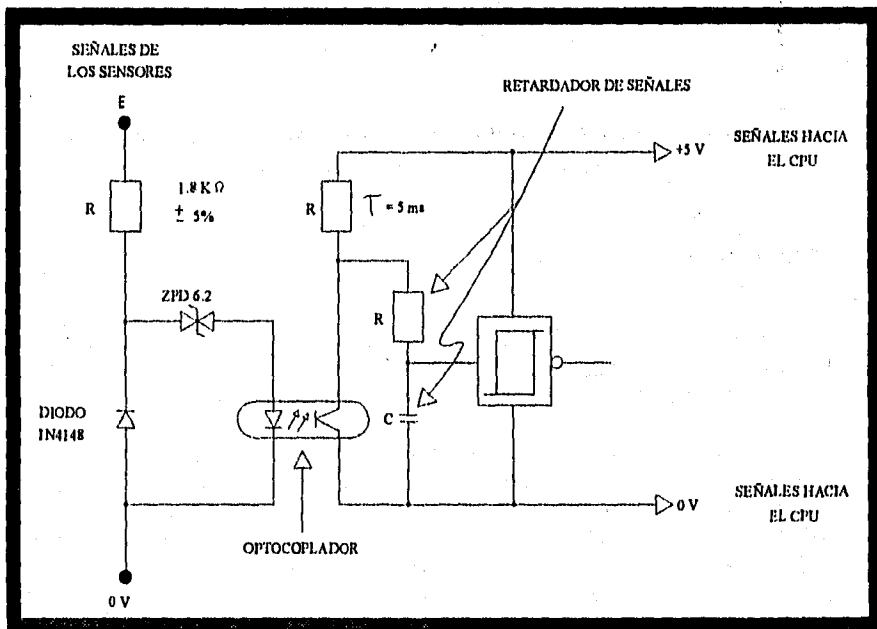 SEÑALES DE
LOS SENSORES
E
R
1.8 K Ω
± 5%
ZPD 6.2
DIODO
1N4148
0 V
OPTOCOPLADOR
R
T = 5 ms
RETARDADOR DE SEÑALES
R
C
+5 V
SEÑALES HACIA
EL CPU
0 V
SEÑALES HACIA
EL CPU